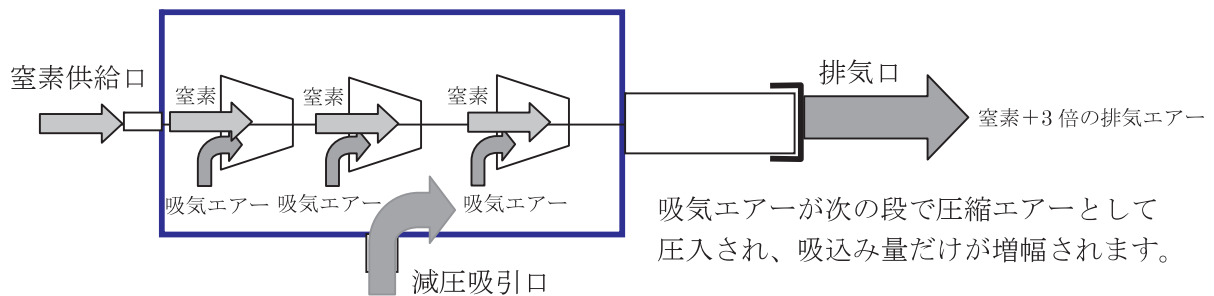 窒素供給口
窒素
窒素
窒素
吸気エアー
吸気エアー
吸気エアー
減圧吸引口
排気口
窒素＋3 倍の排気エアー
吸気エアーが次の段で圧縮エアーとして
圧入され、吸込み量だけが増幅されます。